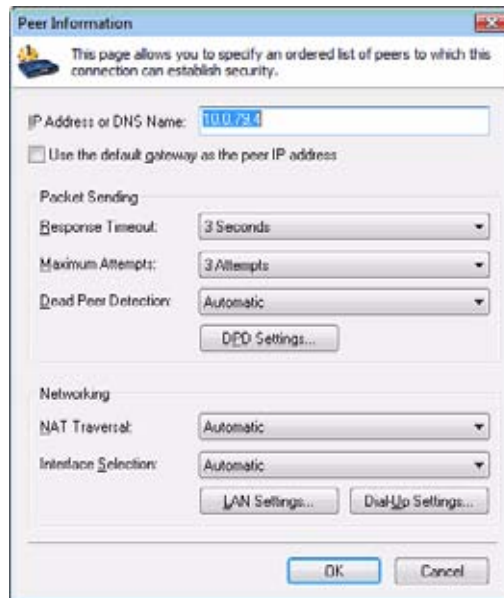 Peer Information
This page allows you to specify an ordered list of peers to which this
connection can establish security.
IP Address or DNS Name: 10.0.79.4
Use the default gateway as the peer IP address
Packet Sending
Response Timeout: 3 Seconds
Maximum Attempts: 3 Attempts
Dead Peer Detection: Automatic
DPD Settings...
Networking
NAT Traversal: Automatic
Interface Selection: Automatic
LAN Settings... Dial-Up Settings...
OK Cancel